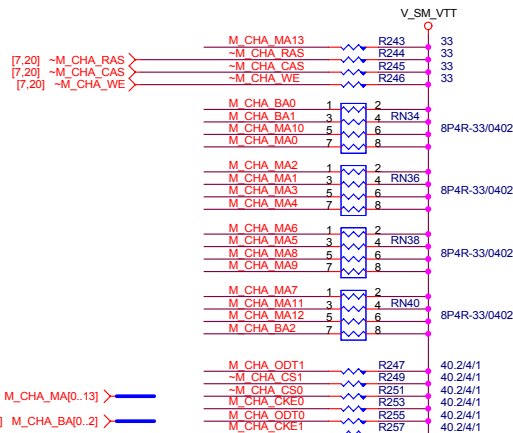 V_SM_VTT
M_CHA_MA13 R243 33
[7,20] ~M_CHA_RAS ~M_CHA_RAS R244 33
[7,20] ~M_CHA_CAS ~M_CHA_CAS R245 33
[7,20] ~M_CHA_WE ~M_CHA_WE R246 33
M_CHA_BA0 1 2
M_CHA_BA1 3 4 RN34
M_CHA_MA10 5 6 8P4R-33/0402
M_CHA_MA0 7 8
M_CHA_MA2 1 2
M_CHA_MA1 3 4 RN36
M_CHA_MA3 5 6 8P4R-33/0402
M_CHA_MA4 7 8
M_CHA_MA6 1 2
M_CHA_MA5 3 4 RN38
M_CHA_MA8 5 6 8P4R-33/0402
M_CHA_MA9 7 8
M_CHA_MA7 1 2
M_CHA_MA11 3 4 RN40
M_CHA_MA12 5 6 8P4R-33/0402
M_CHA_BA2 7 8
M_CHA_ODT1 R247 40.2/4/1
~M_CHA_CS1 R249 40.2/4/1
M_CHA_MA[0..13] ~M_CHA_CS0 R251 40.2/4/1
M_CHA_CKE0 R253 40.2/4/1
] M_CHA_BA[0..2] M_CHA_ODT0 R255 40.2/4/1
M_CHA_CKE1 R257 40.2/4/1